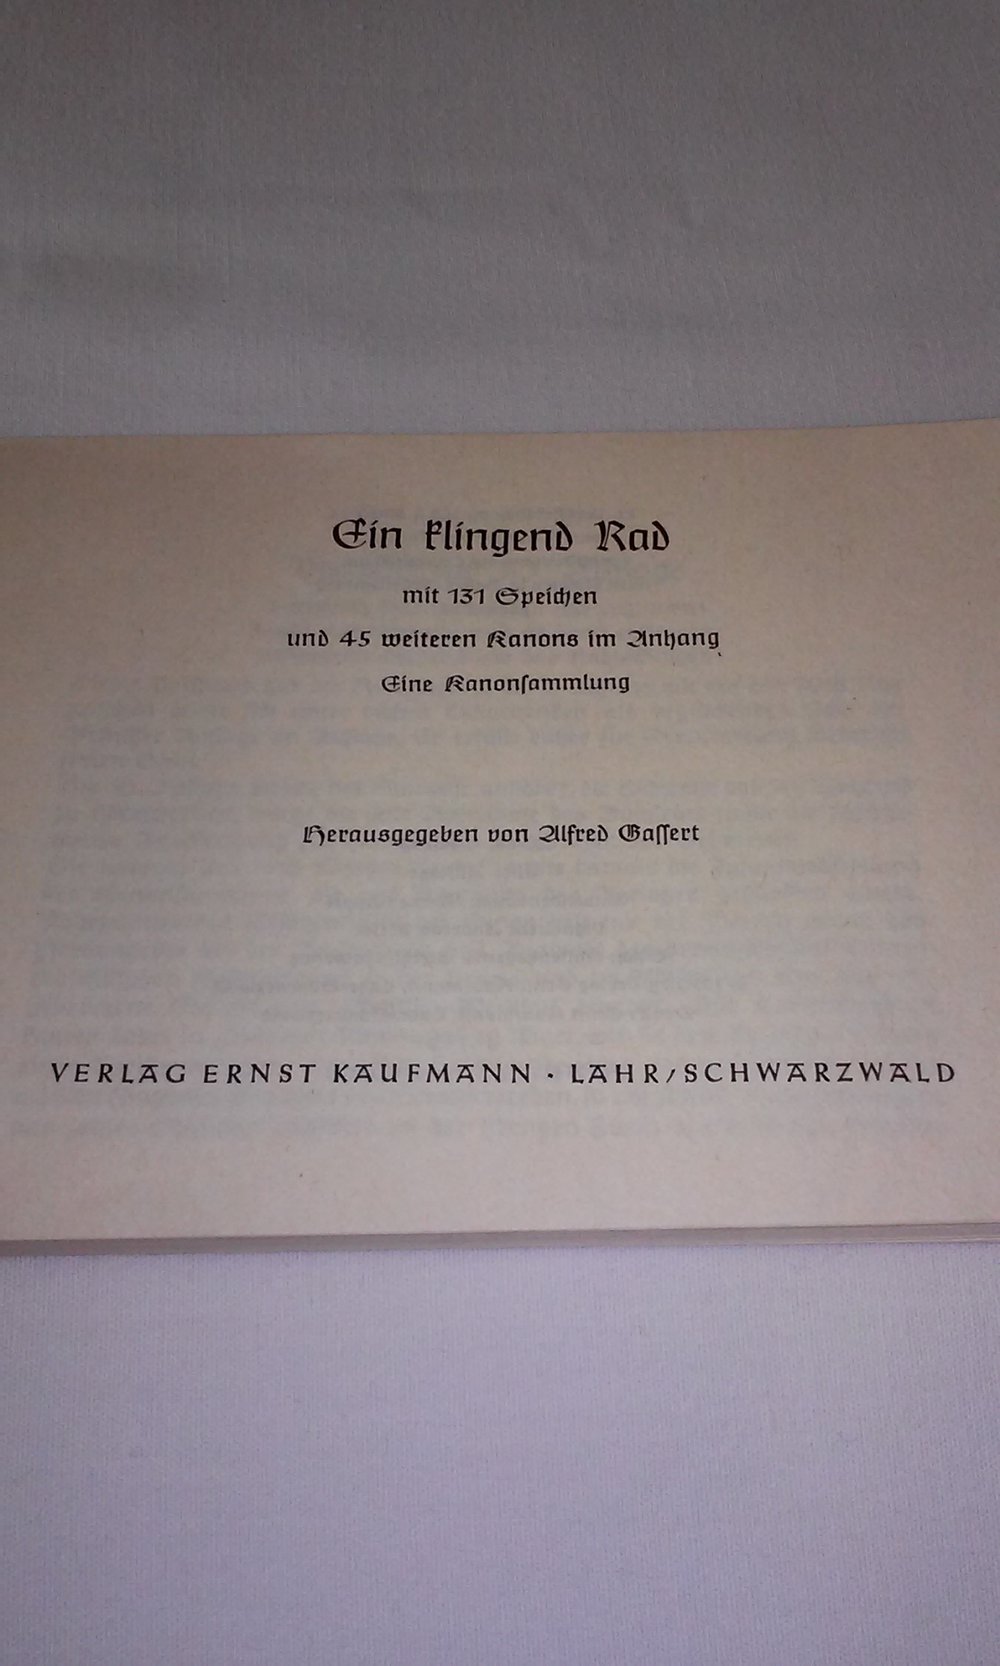 Ein klingend Rad
mit 131 Speichen
und 45 weiteren Kanons im Anhang
Eine Kanonſammlung
Herausgegeben von Alfred Gaſſert
VERLAG ERNST KAUFMANN · LAHR/SCHWARZWALD